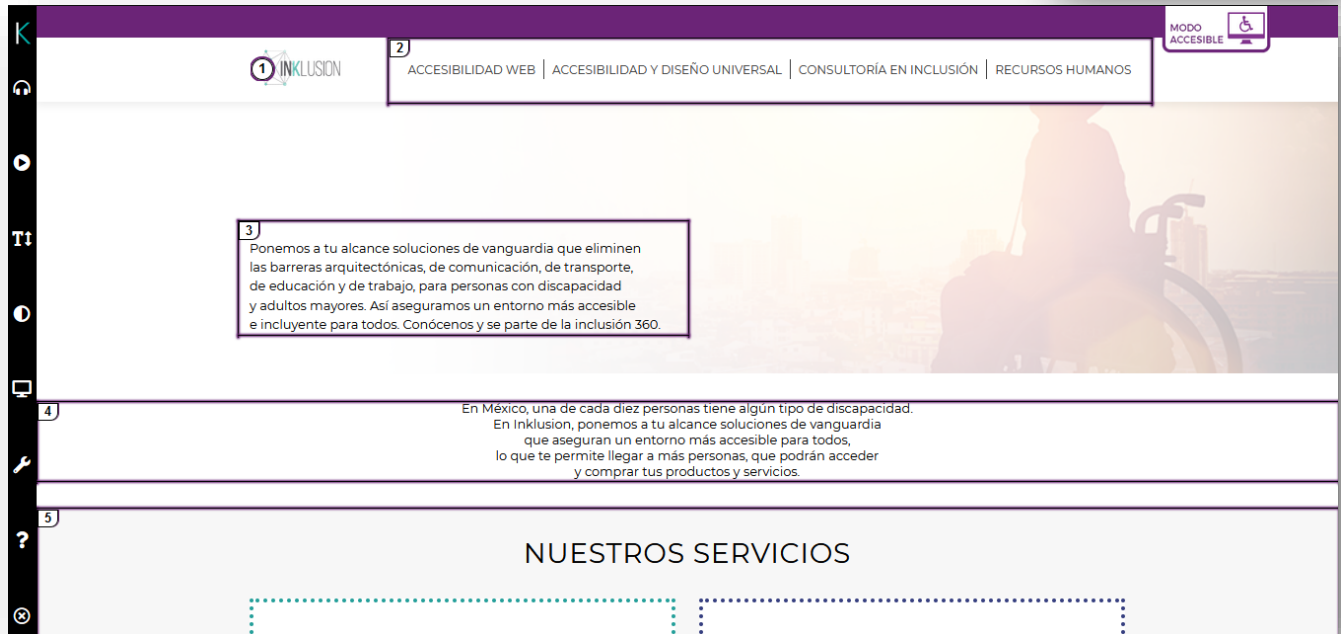 K
MODO
ACCESIBLE
1 INKLUSION
2
ACCESIBILIDAD WEB | ACCESIBILIDAD Y DISEÑO UNIVERSAL | CONSULTORÍA EN INCLUSIÓN | RECURSOS HUMANOS
3
Ponemos a tu alcance soluciones de vanguardia que eliminen
las barreras arquitectónicas, de comunicación, de transporte,
de educación y de trabajo, para personas con discapacidad
y adultos mayores. Así aseguramos un entorno más accesible
e incluyente para todos. Conócenos y se parte de la inclusión 360.
T
4
En México, una de cada diez personas tiene algún tipo de discapacidad.
En Inklusion, ponemos a tu alcance soluciones de vanguardia
que aseguran un entorno más accesible para todos,
lo que te permite llegar a más personas, que podrán acceder
y comprar tus productos y servicios.
5
?
NUESTROS SERVICIOS